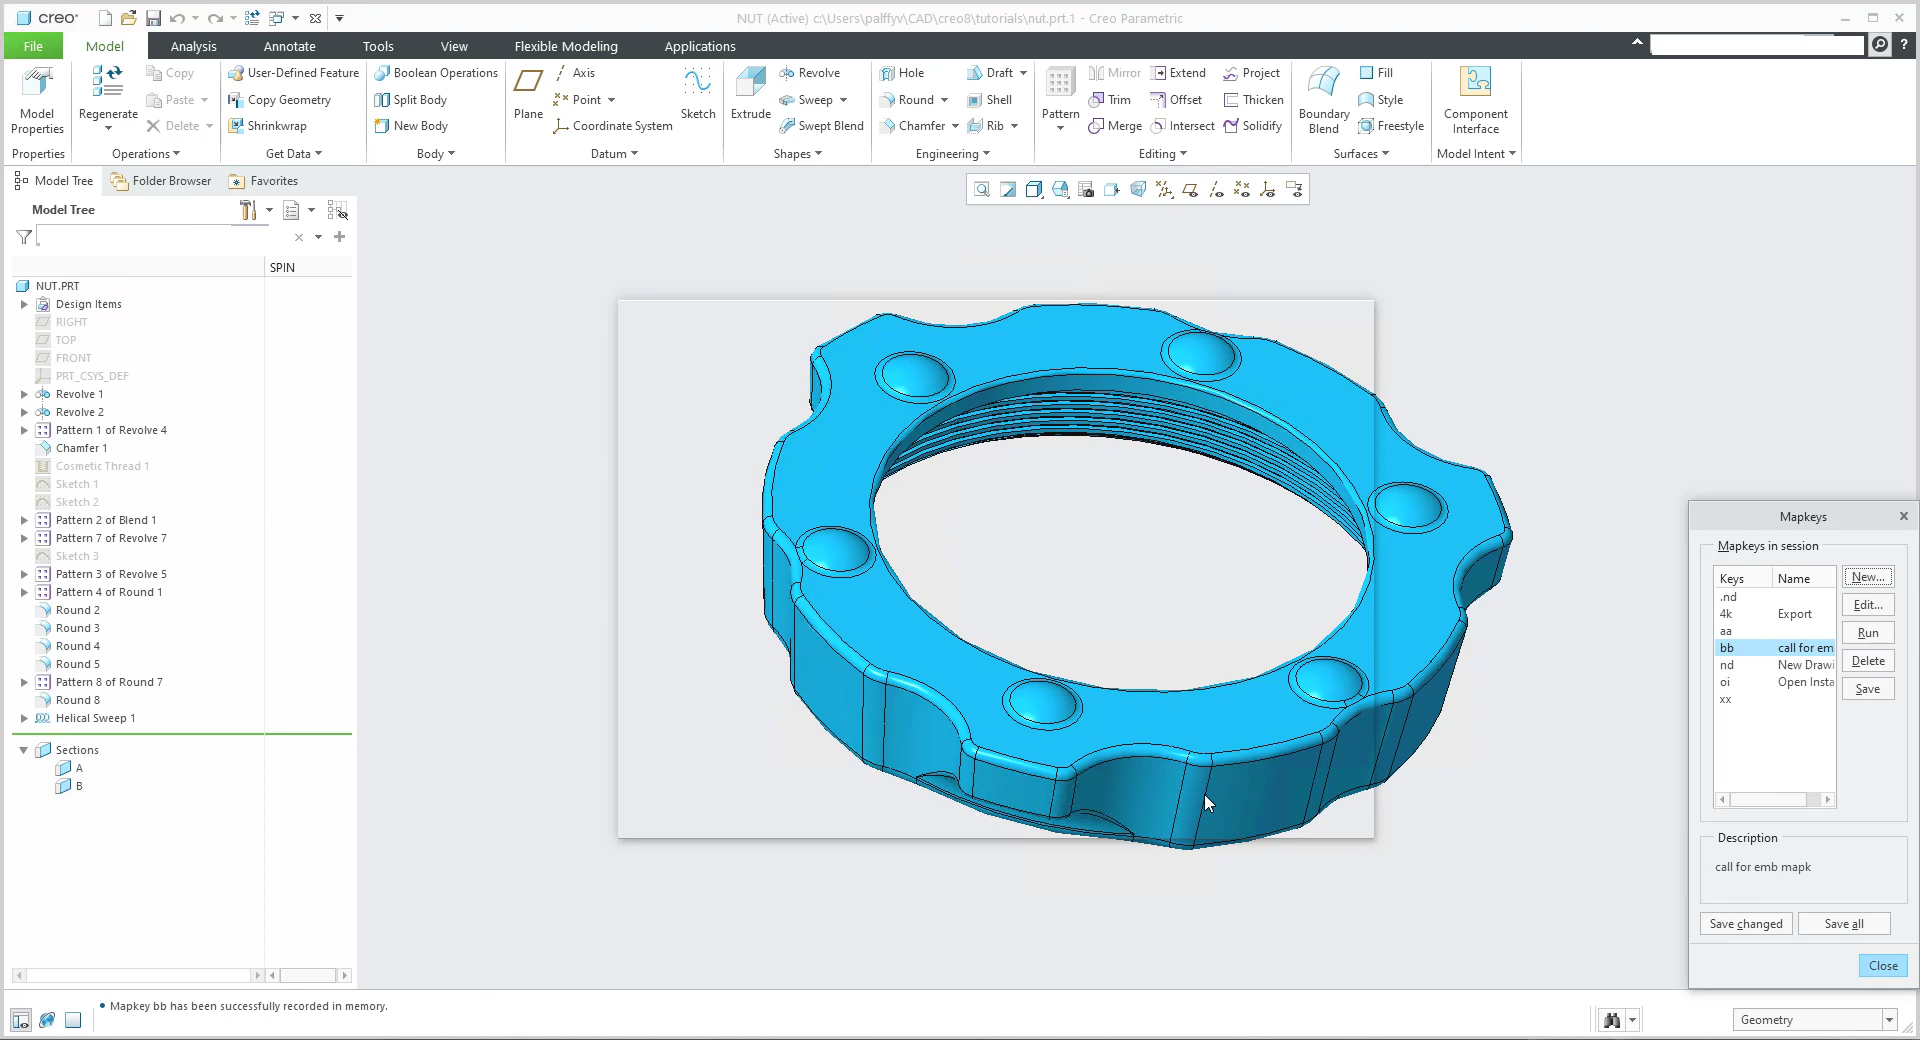 creo
NUT (Active) c:\Users\palffyv\CAD\creo8\tutorials\nut.prt.1 - Creo Parametric
File Model Analysis Annotate Tools View Flexible Modeling Applications
Model Properties
Regenerate
Copy
Paste
Delete
User-Defined Feature
Copy Geometry
Shrinkwrap
Boolean Operations
Split Body
New Body
Plane
Axis
Point
Coordinate System
Sketch
Extrude
Revolve
Sweep
Swept Blend
Hole
Round
Chamfer
Draft
Shell
Rib
Pattern
Mirror
Trim
Merge
Extend
Offset
Intersect
Project
Thicken
Solidify
Boundary Blend
Fill
Style
Freestyle
Component Interface
Properties Operations Get Data Body Datum Shapes Engineering Editing Surfaces Model Intent
Model Tree Folder Browser Favorites
Model Tree
SPIN
NUT.PRT
Design Items
RIGHT
TOP
FRONT
PRT_CSYS_DEF
Revolve 1
Revolve 2
Pattern 1 of Revolve 4
Chamfer 1
Cosmetic Thread 1
Sketch 1
Sketch 2
Pattern 2 of Blend 1
Pattern 7 of Revolve 7
Sketch 3
Pattern 3 of Revolve 5
Pattern 4 of Round 1
Round 2
Round 3
Round 4
Round 5
Pattern 8 of Round 7
Round 8
Helical Sweep 1
Sections
A
B
Mapkeys
Mapkeys in session
Keys Name
.nd
4k Export
aa
bb call for em
nd New Drawi
oi Open Insta
xx
New...
Edit...
Run
Delete
Save
Description
call for emb mapk
Save changed Save all
Close
• Mapkey bb has been successfully recorded in memory.
Geometry